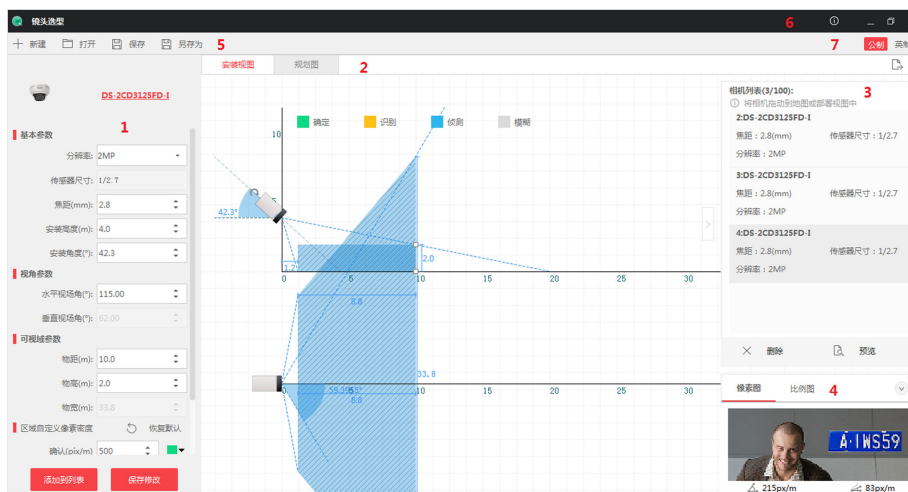 镜头选型
6
新建 打开 保存 另存为 5
7 公制 英制
安装视图 规划图 2
DS-2CD3125FD-I
1
基本参数
分辨率: 2MP
传感器尺寸: 1/2.7
焦距(mm): 2.8
安装高度(m): 4.0
安装角度(°): 42.3
视角参数
水平视场角(°): 115.00
垂直视场角(°): 62.00
可视域参数
物距(m): 10.0
物高(m): 2.0
物宽(m): 33.8
区域自定义像素密度 恢复默认
确认(pix/m) 500
添加到列表 保存修改
确定 识别 侦测 模糊
10
5
42.3°
1.2
2.0
0 5 10 15 20 25 30
8.8
33.8
0 5 10 15 20 25 30
8.8
相机列表(3/100): 3
将相机拖动到地图或部署视图中
2:DS-2CD3125FD-I
焦距：2.8(mm) 传感器尺寸：1/2.7
分辨率：2MP
3:DS-2CD3125FD-I
焦距：2.8(mm) 传感器尺寸：1/2.7
分辨率：2MP
4:DS-2CD3125FD-I
焦距：2.8(mm) 传感器尺寸：1/2.7
分辨率：2MP
删除 预览
像素图 比例图 4
A·IWS59
215px/m 83px/m